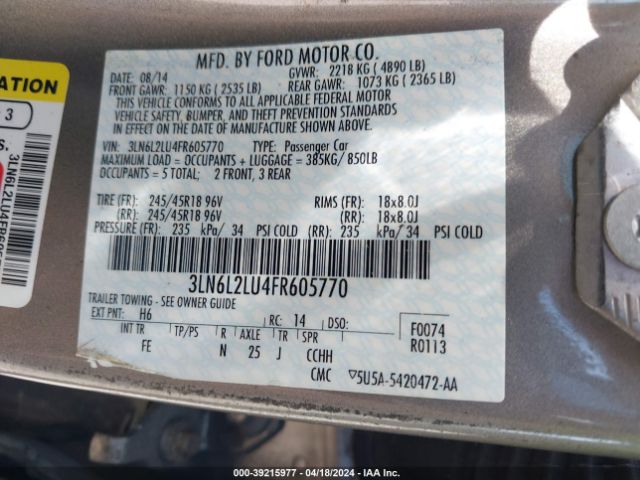 MFD. BY FORD MOTOR CO.
DATE: 08/14 GVWR: 2218 KG ( 4890 LB)
FRONT GAWR: 1150 KG ( 2535 LB) REAR GAWR: 1073 KG ( 2365 LB)
THIS VEHICLE CONFORMS TO ALL APPLICABLE FEDERAL MOTOR
VEHICLE SAFETY, BUMPER, AND THEFT PREVENTION STANDARDS
IN EFFECT ON THE DATE OF MANUFACTURE SHOWN ABOVE.
VIN: 3LN6L2LU4FR605770 TYPE: Passenger Car
MAXIMUM LOAD = OCCUPANTS + LUGGAGE = 385KG/ 850LB
OCCUPANTS = 5 TOTAL; 2 FRONT, 3 REAR
TIRE (FR): 245/45R18 96V RIMS (FR): 18x8.0J
(RR): 245/45R18 96V (RR): 18x8.0J
PRESSURE (FR): 235 kPa/ 34 PSI COLD (RR): 235 kPa/ 34 PSI COLD
3LN6L2LU4FR605770
TRAILER TOWING - SEE OWNER GUIDE
EXT PNT: H6 RC: 14 DSO:
INT TR TP/PS R AXLE TR SPR
FE N 25 J CCHH
F0074
R0113
CMC 5U5A-5420472-AA
ATION
3
S.
000-39215977 - 04/18/2024 - IAA Inc.